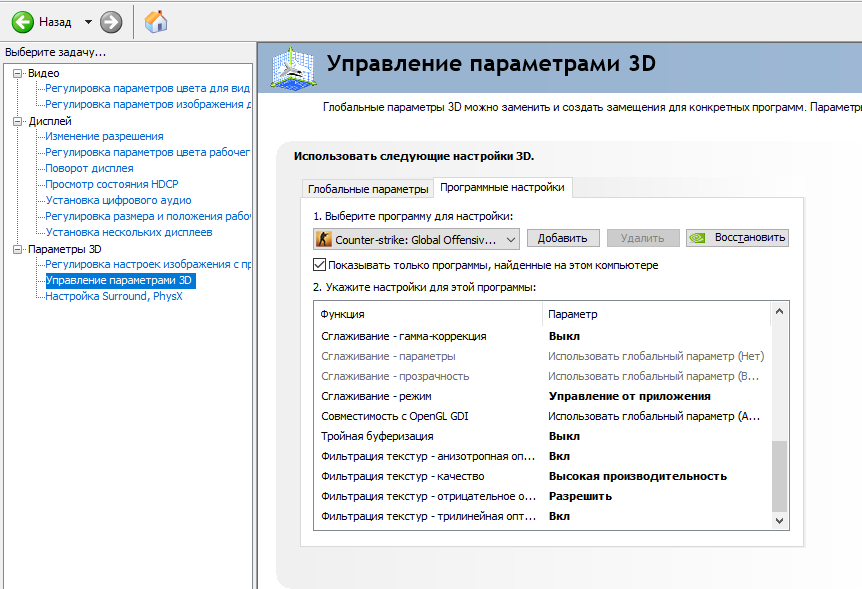 Назад
Выберите задачу...
Видео
Регулировка параметров цвета для вид
Регулировка параметров изображения д
Дисплей
Изменение разрешения
Регулировка параметров цвета рабочег
Поворот дисплея
Просмотр состояния HDCP
Установка цифрового аудио
Регулировка размера и положения рабо
Установка нескольких дисплеев
Параметры 3D
Регулировка настроек изображения с пр
Управление параметрами 3D
Настройка Surround, PhysX
Управление параметрами 3D
Глобальные параметры 3D можно заменить и создать замещения для конкретных программ. Параметры
Использовать следующие настройки 3D.
Глобальные параметры Программные настройки
1. Выберите программу для настройки:
Counter-strike: Global Offensiv... Добавить Удалить Восстановить
Показывать только программы, найденные на этом компьютере
2. Укажите настройки для этой программы:
Функция Параметр
Сглаживание - гамма-коррекция Выкл
Сглаживание - параметры Использовать глобальный параметр (Нет)
Сглаживание - прозрачность Использовать глобальный параметр (В...
Сглаживание - режим Управление от приложения
Совместимость с OpenGL GDI Использовать глобальный параметр (А...
Тройная буферизация Выкл
Фильтрация текстур - анизотропная оп... Вкл
Фильтрация текстур - качество Высокая производительность
Фильтрация текстур - отрицательное о... Разрешить
Фильтрация текстур - трилинейная опт... Вкл